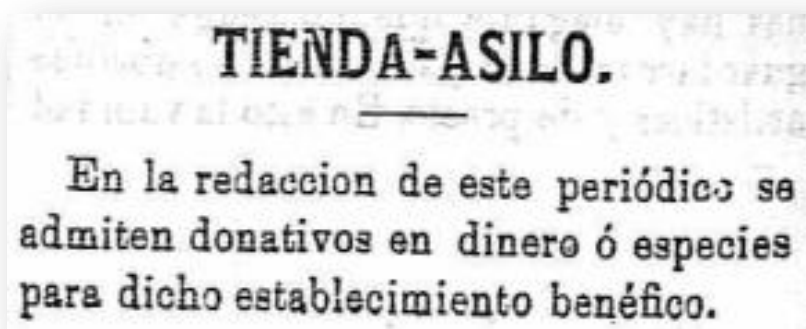 TIENDA-ASILO.
En la redaccion de este periódico se
admiten donativos en dinero ó especies
para dicho establecimiento benéfico.